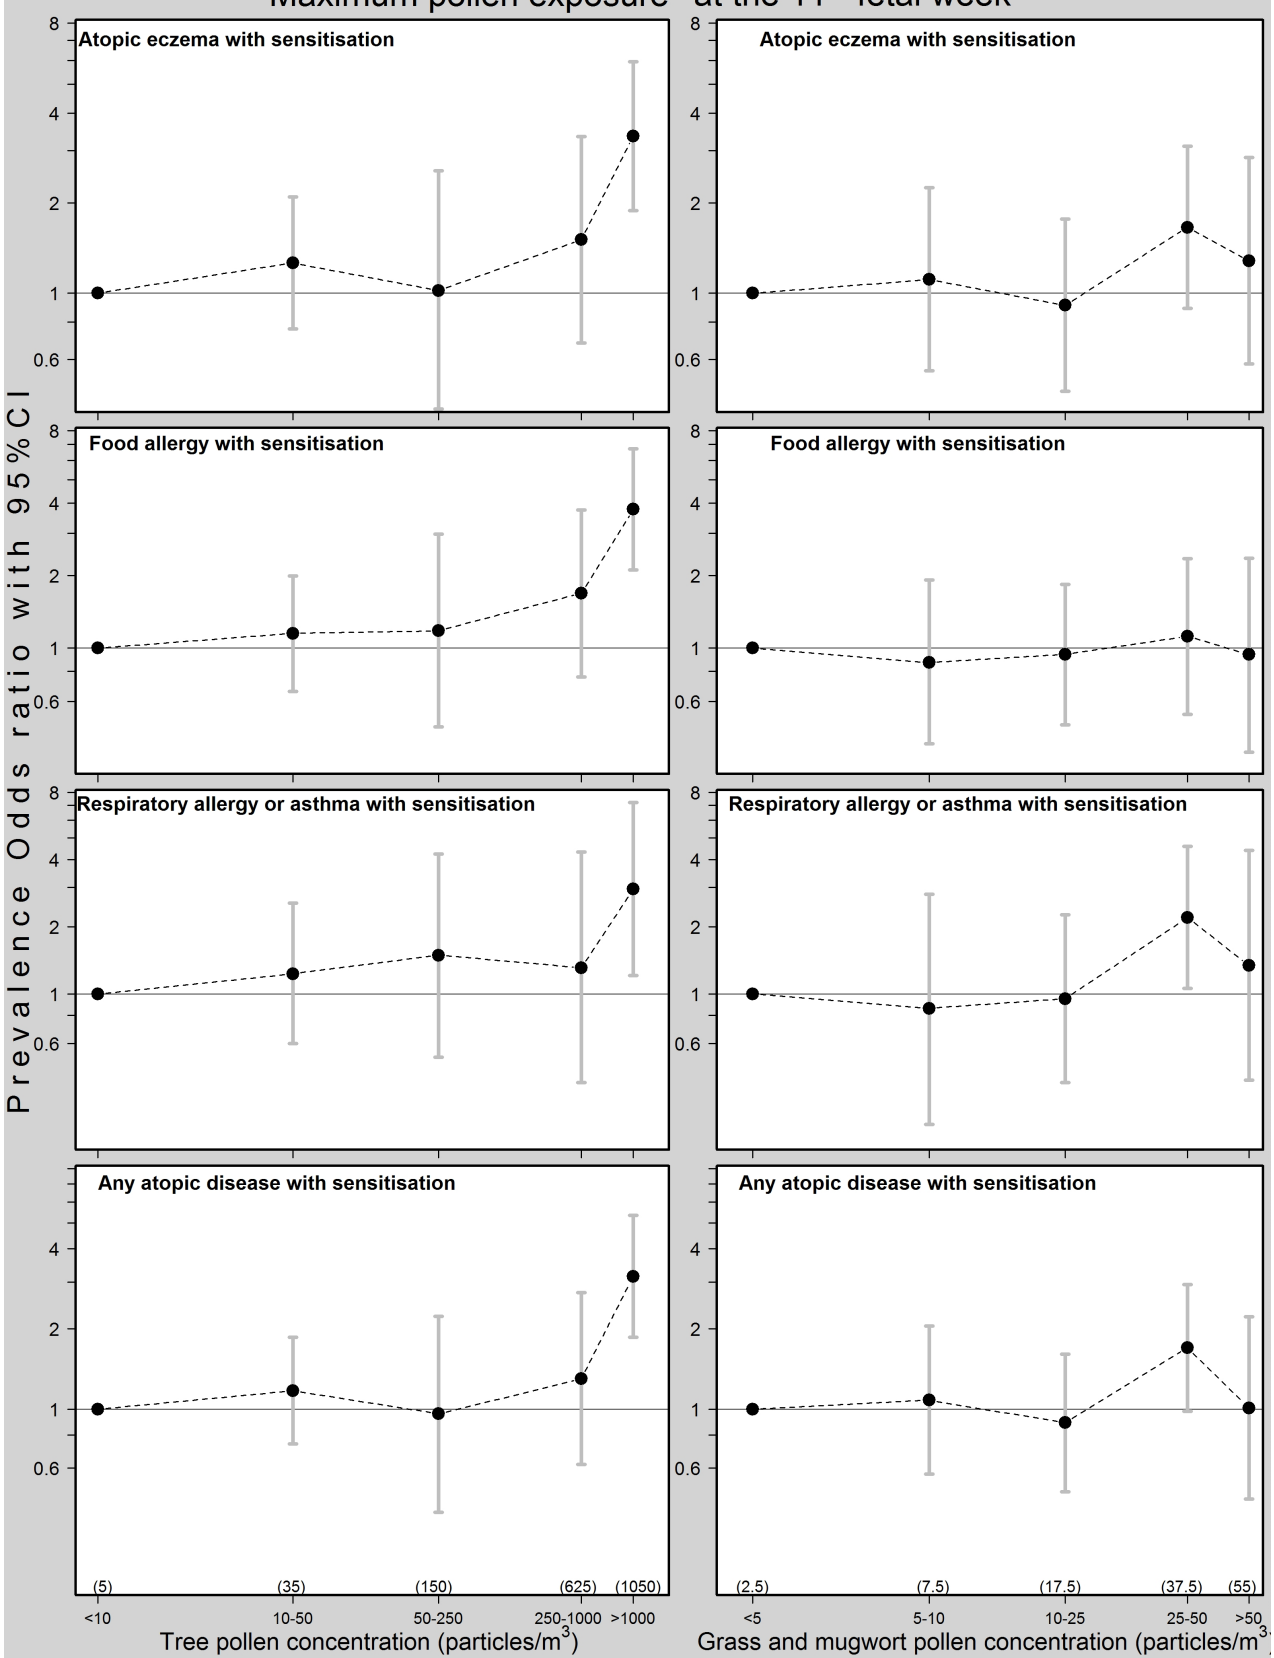 Maximum pollen exposure at the 11 fetal week
Prevalence Odds ratio with 95%CI
Atopic eczema with sensitisation
8
4
2
1
0.6
Atopic eczema with sensitisation
8
4
2
1
0.6
Food allergy with sensitisation
8
4
2
1
0.6
Food allergy with sensitisation
8
4
2
1
0.6
Respiratory allergy or asthma with sensitisation
8
4
2
1
0.6
Respiratory allergy or asthma with sensitisation
8
4
2
1
0.6
Any atopic disease with sensitisation
4
2
1
0.6
(5) (35) (150) (625) (1050)
<10 10-50 50-250 250-1000 >1000
Tree pollen concentration (particles/m³)
Any atopic disease with sensitisation
4
2
1
0.6
(2.5) (7.5) (17.5) (37.5) (55)
<5 5-10 10-25 25-50 >50
Grass and mugwort pollen concentration (particles/m³)